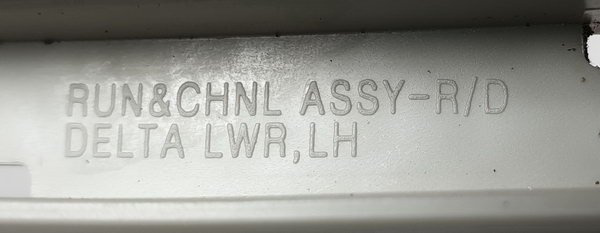 RUN&CHNL ASSY-R/D
DELTA LWR,LH